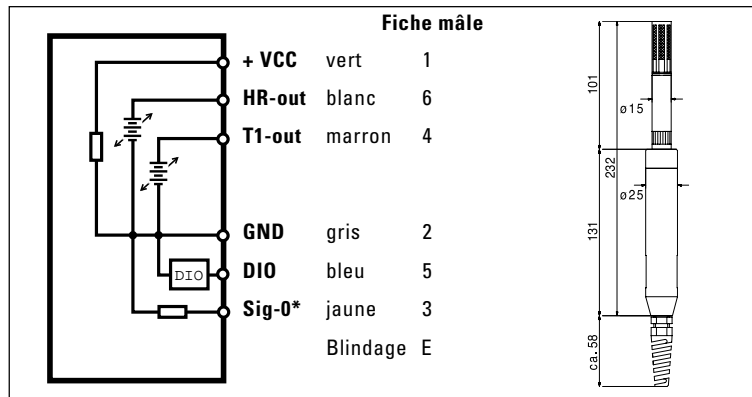 Fiche mâle
+ VCC vert 1
HR-out blanc 6
T1-out marron 4
GND gris 2
DIO DIO bleu 5
Sig-0* jaune 3
Blindage E
101
ø15
232
ø25
131
ca. 58